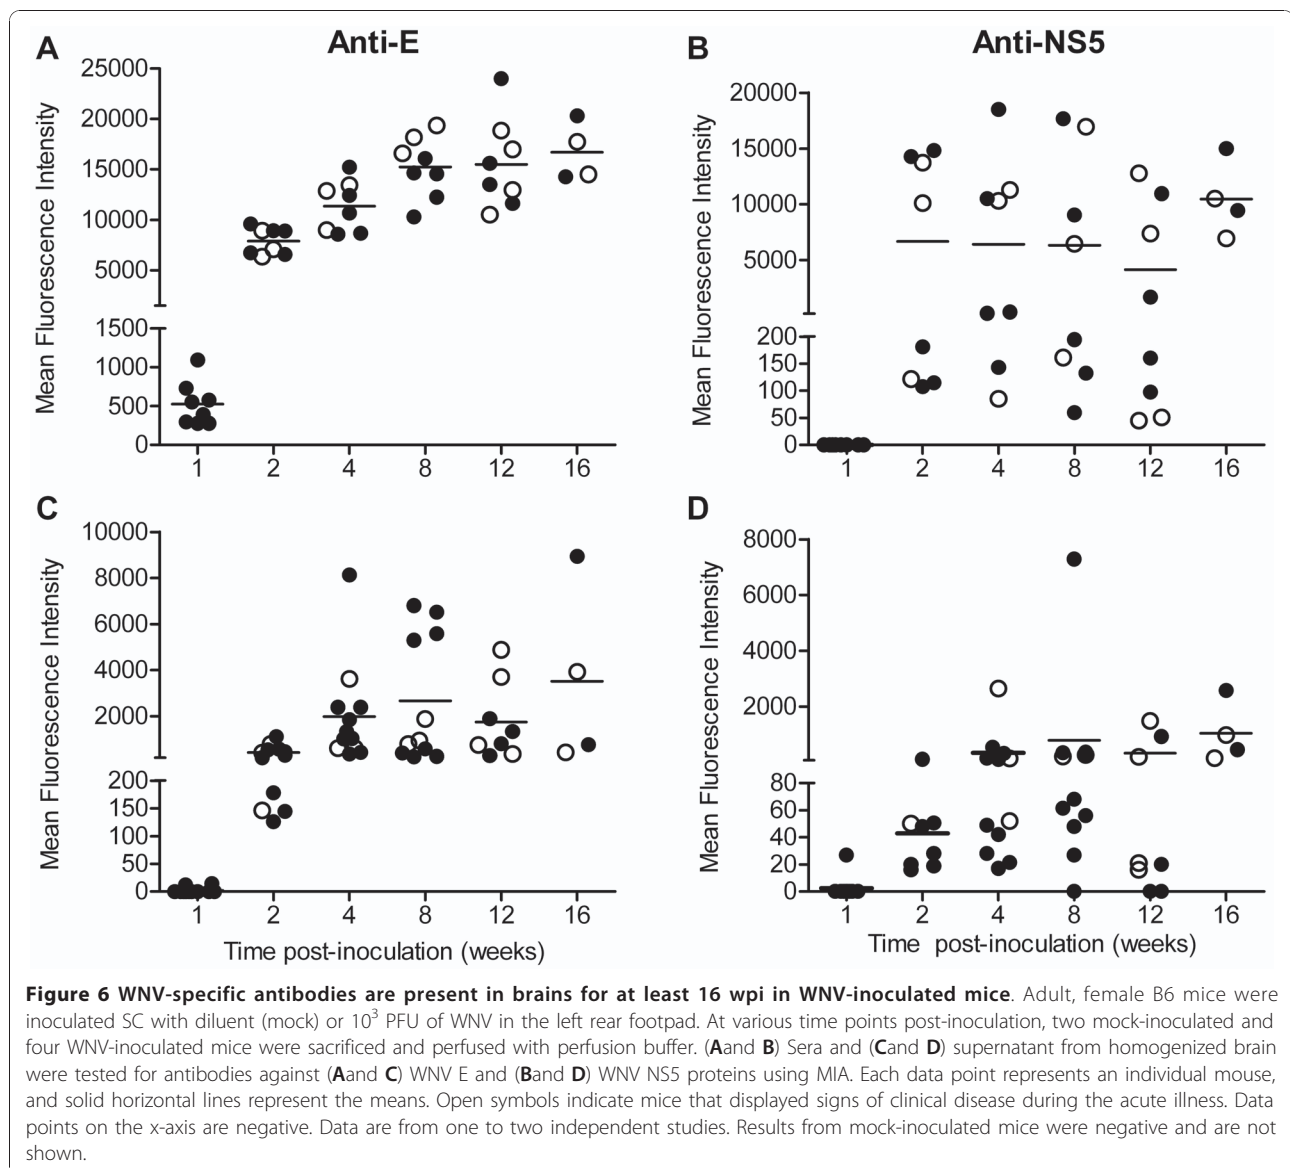 A
Anti-E
Mean Fluorescence Intensity
25000
20000
15000
10000
5000
1500
1000
500
0
1 2 4 8 12 16
B
Anti-NS5
Mean Fluorescence Intensity
20000
15000
10000
5000
200
150
100
50
0
1 2 4 8 12 16
C
Mean Fluorescence Intensity
10000
8000
6000
4000
2000
200
150
100
50
0
1 2 4 8 12 16
Time post-inoculation (weeks)
D
Mean Fluorescence Intensity
8000
6000
4000
2000
80
60
40
20
0
1 2 4 8 12 16
Time post-inoculation (weeks)
Figure 6 WNV-specific antibodies are present in brains for at least 16 wpi in WNV-inoculated mice. Adult, female B6 mice were
inoculated SC with diluent (mock) or 10³ PFU of WNV in the left rear footpad. At various time points post-inoculation, two mock-inoculated and
four WNV-inoculated mice were sacrificed and perfused with perfusion buffer. (Aand B) Sera and (Cand D) supernatant from homogenized brain
were tested for antibodies against (Aand C) WNV E and (Band D) WNV NS5 proteins using MIA. Each data point represents an individual mouse,
and solid horizontal lines represent the means. Open symbols indicate mice that displayed signs of clinical disease during the acute illness. Data
points on the x-axis are negative. Data are from one to two independent studies. Results from mock-inoculated mice were negative and are not
shown.